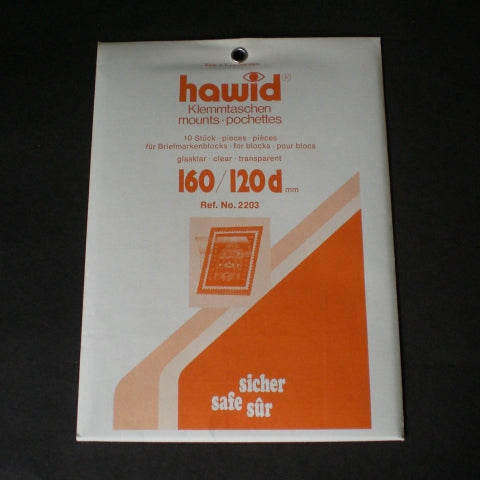 hawid®
Klemmtaschen
mounts · pochettes
10 Stück · pieces · pièces
für Briefmarkenblocks · for blocks · pour blocs
glasklar · clear · transparent
160/120d mm
Ref. No. 2203
sicher
safe sûr